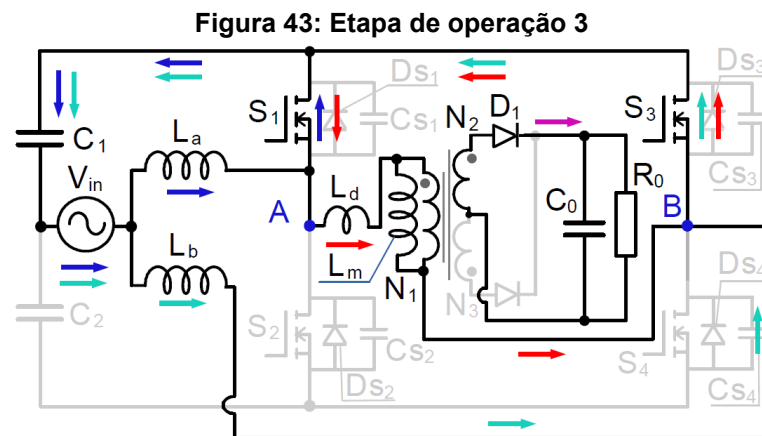 Figura 43: Etapa de operação 3
Ds1
Ds3
S1
S3
D1
N2
Cs1
C1
La
Cs3
Vin
Ld
R0
C0
A
B
Lb
Lm
Ds4
N1
N3
C2
S2
Cs2
S4
Ds2
Cs4